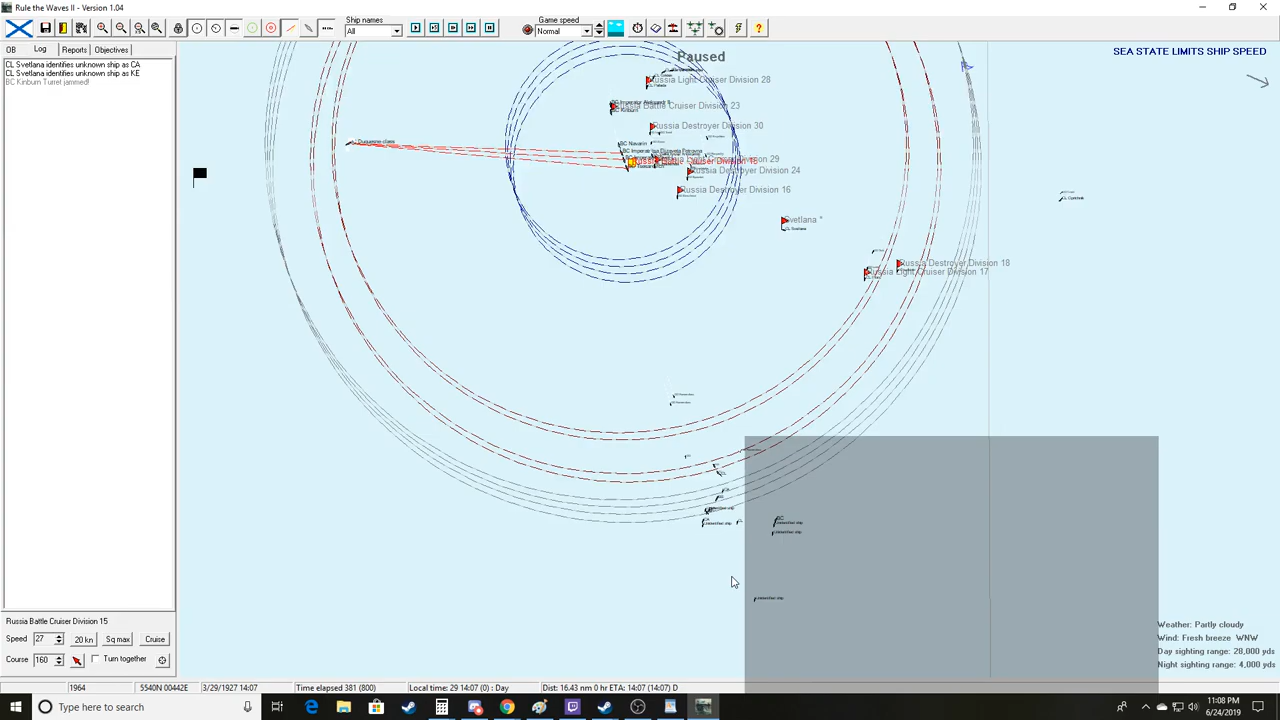 Rule the Waves II - Version 1.04
Ship names
All
Game speed
Normal
OB
Log
Reports
Objectives
CL Svetlana identifies unknown ship as CA
CL Svetlana identifies unknown ship as KE
BC Kinburn Turret jammed!
Paused
SEA STATE LIMITS SHIP SPEED
Russia Light Cruiser Division 28
Russia Battle Cruiser Division 23
Russia Destroyer Division 30
BC Navarin
Russia Destroyer Division 24
Russia Destroyer Division 16
Svetlana *
CL Svetlana
Russia Destroyer Division 18
Russia Light Cruiser Division 17
Duquesne class
Russia Battle Cruiser Division 15
Speed
27
20 kn
Sq max
Cruise
Course
160
Turn together
Weather: Partly cloudy
Wind: Fresh breeze WNW
Day sighting range: 28,000 yds
Night sighting range: 4,000 yds
1964
5540N 00442E
3/29/1927 14:07
Time elapsed 381 (800)
Local time: 29 14:07 (0) : Day
Dist: 16.43 nm 0 hr ETA: 14:07 (14:07) D
Type here to search
11:08 PM
6/24/2019